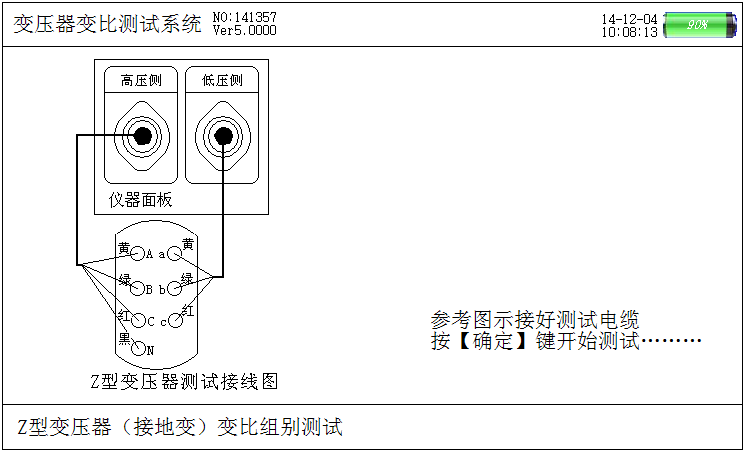 变压器变比测试系统
NO:141357
Ver5.0000
14-12-04
10:08:13
90%
高压侧 低压侧
仪器面板
黄 A a 黄
绿 B b 绿
红 C c 红
黑 N
Z型变压器测试接线图
参考图示接好测试电缆
按【确定】键开始测试………
Z型变压器（接地变）变比组别测试